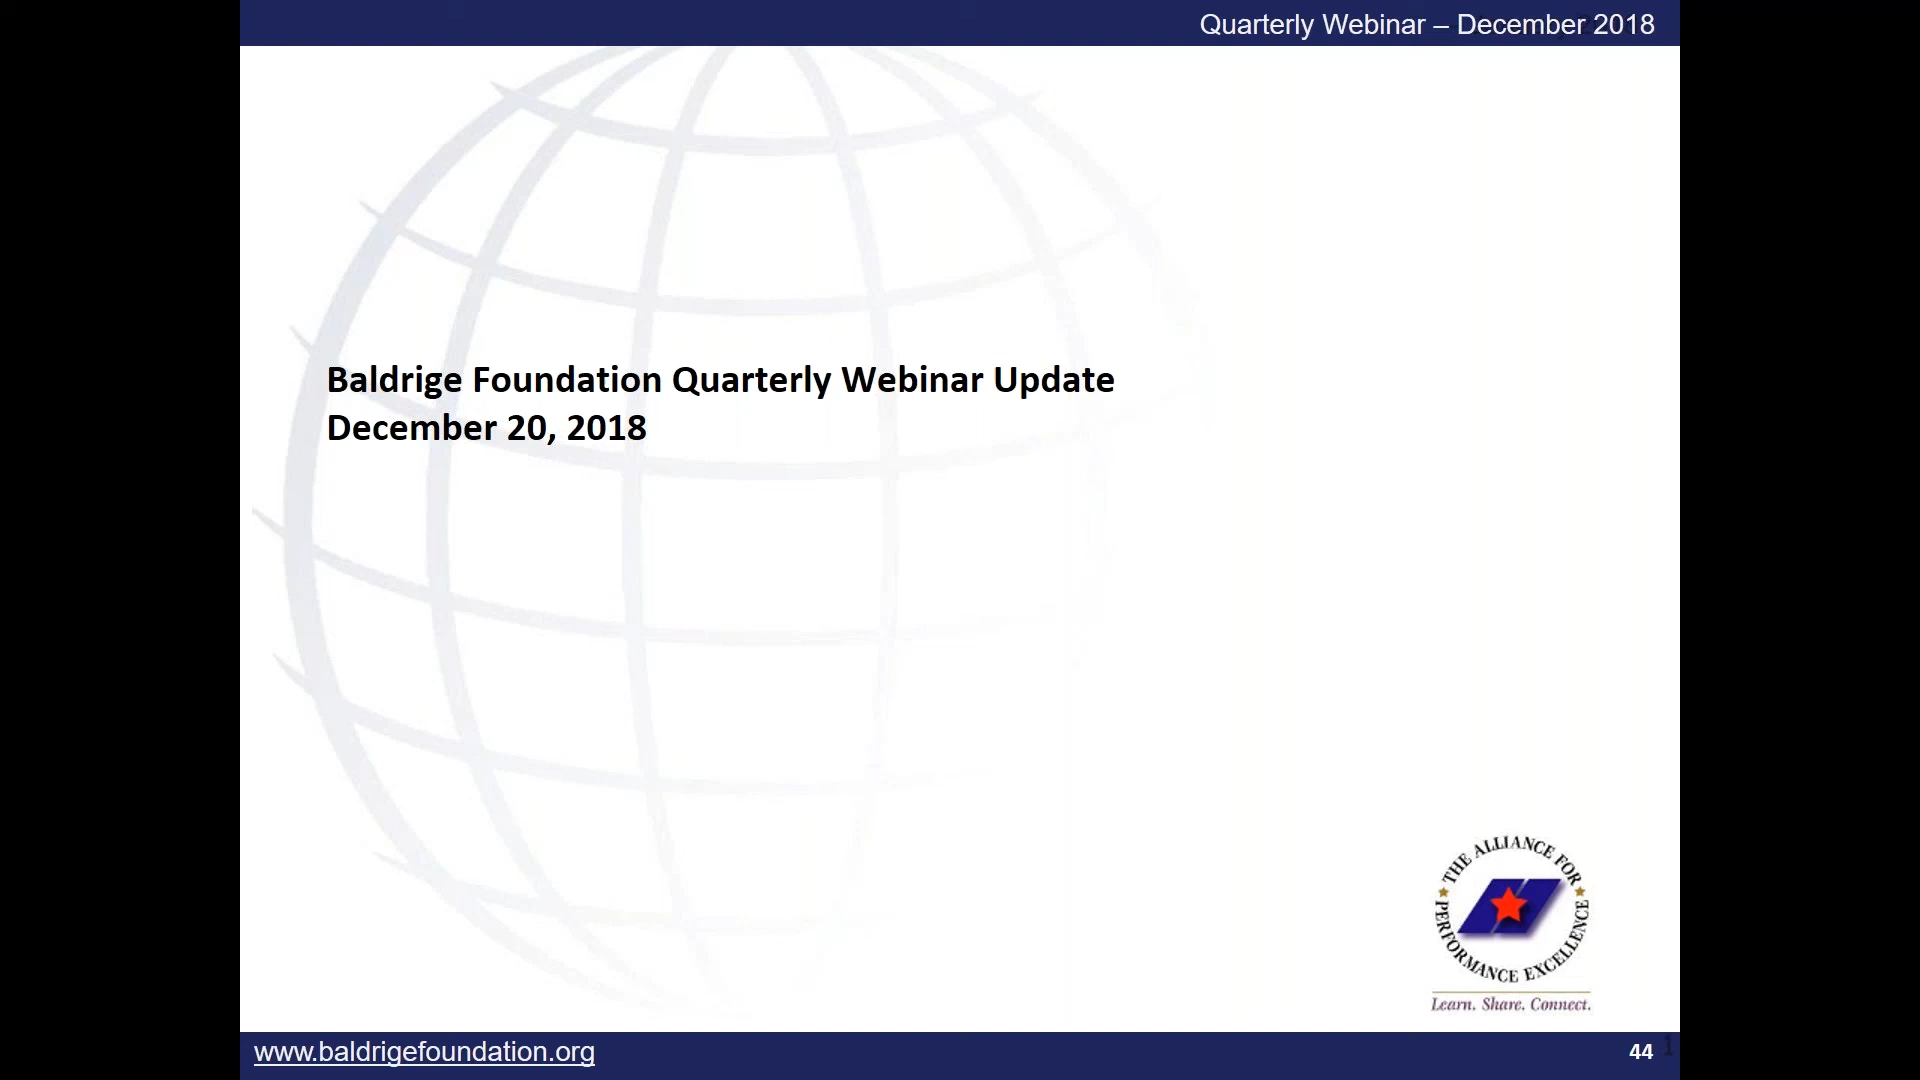 Quarterly Webinar – December 2018
Baldrige Foundation Quarterly Webinar Update
December 20, 2018
THE ALLIANCE FOR
PERFORMANCE EXCELLENCE
Learn. Share. Connect.
www.baldrigefoundation.org
44
1